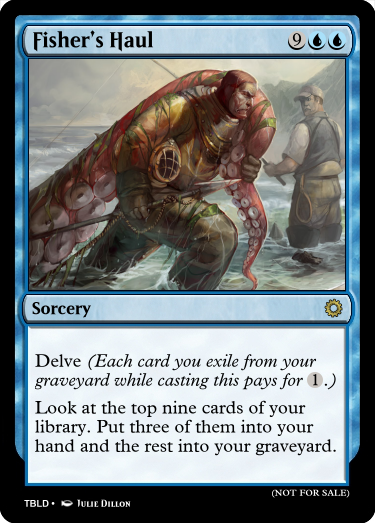 Fisher's Haul 9
Sorcery
Delve (Each card you exile from your
graveyard while casting this pays for 1.)
Look at the top nine cards of your
library. Put three of them into your
hand and the rest into your graveyard.
(NOT FOR SALE)
TBLD • Julie Dillon